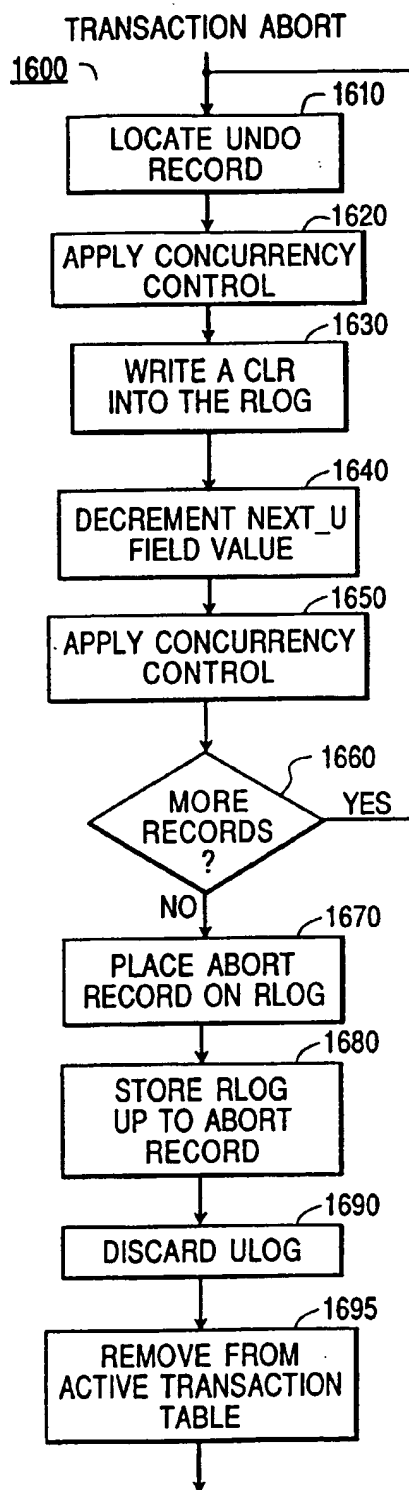 TRANSACTION ABORT
1600
1610
LOCATE UNDO
RECORD
1620
APPLY CONCURRENCY
CONTROL
1630
WRITE A CLR
INTO THE RLOG
1640
DECREMENT NEXT_U
FIELD VALUE
1650
APPLY CONCURRENCY
CONTROL
1660
MORE
RECORDS
?
YES
NO
1670
PLACE ABORT
RECORD ON RLOG
1680
STORE RLOG
UP TO ABORT
RECORD
1690
DISCARD ULOG
1695
REMOVE FROM
ACTIVE TRANSACTION
TABLE